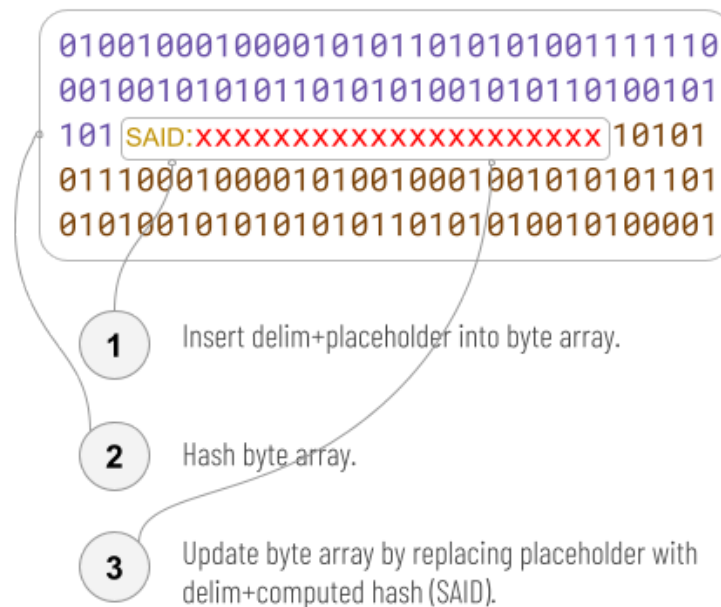 0100100010000101011010101001111110
0010010101011010101001010110100101
101 SAID:xxxxxxxxxxxxxxxxxxxxx 10101
0111000100001010010001001010101101
0101001010101010110101010010100001
1 Insert delim+placeholder into byte array.
2 Hash byte array.
3 Update byte array by replacing placeholder with
delim+computed hash (SAID).